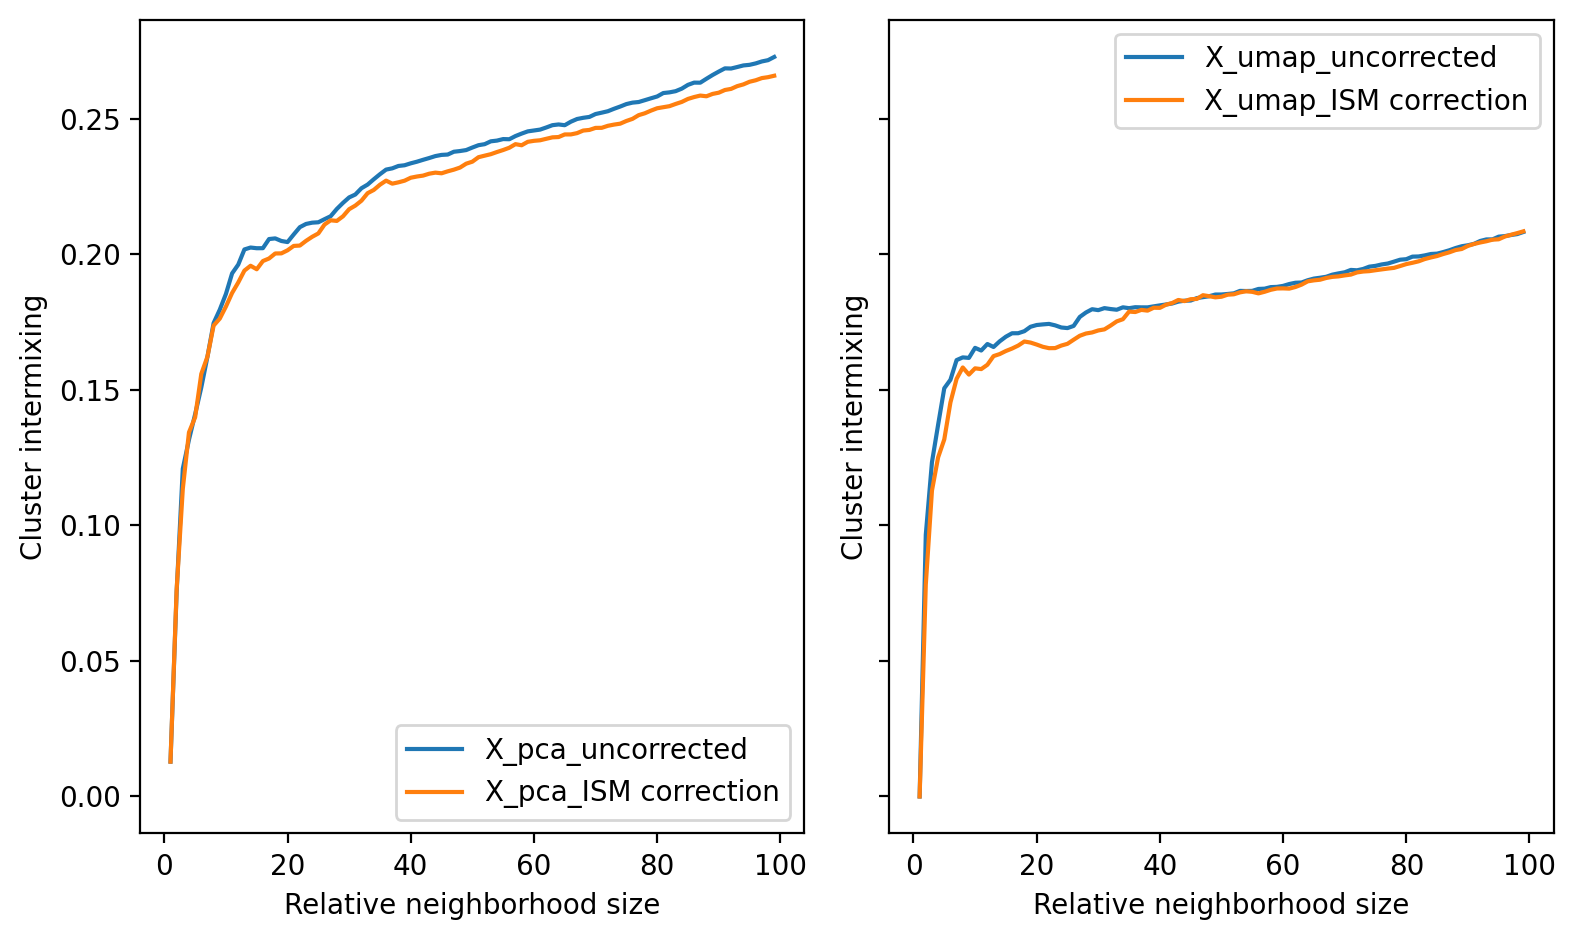 Cluster intermixing
0.25
0.20
0.15
0.10
0.05
0.00
X_pca_uncorrected
X_pca_ISM correction
0 20 40 60 80 100
Relative neighborhood size
Cluster intermixing
X_umap_uncorrected
X_umap_ISM correction
0 20 40 60 80 100
Relative neighborhood size